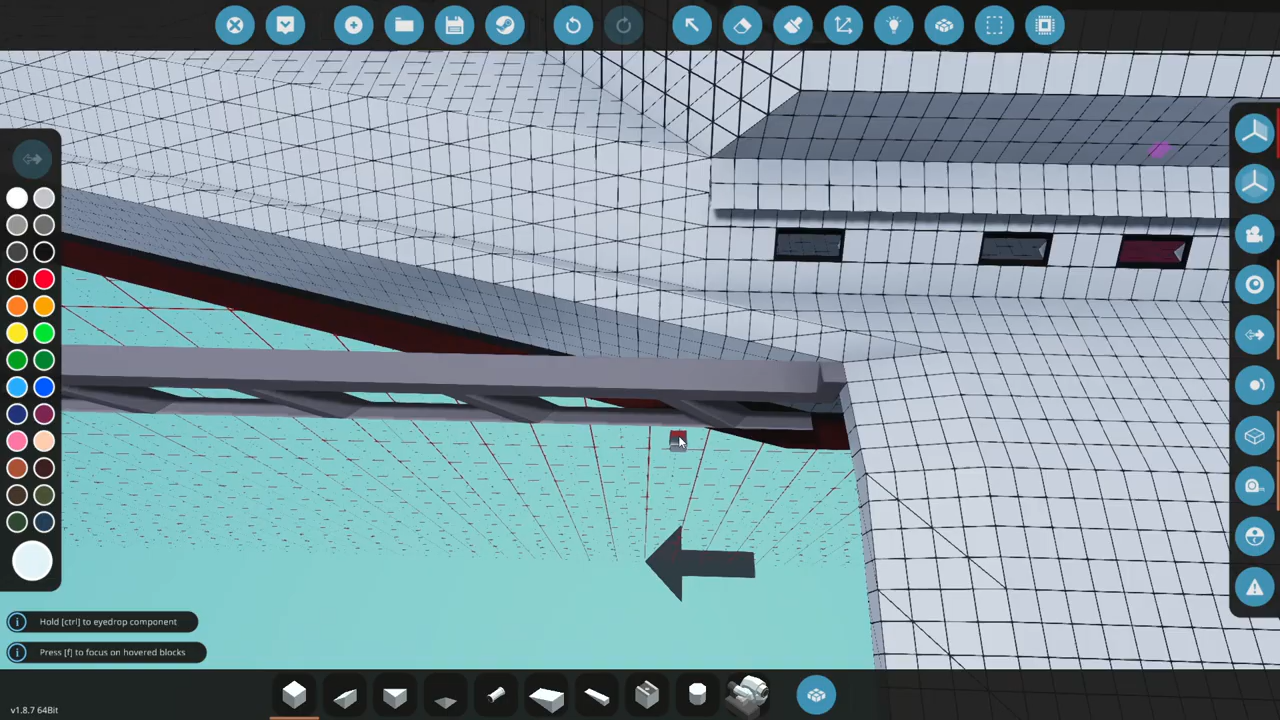 Hold [ctrl] to eyedrop component
Press [f] to focus on hovered blocks
v1.8.7 64Bit